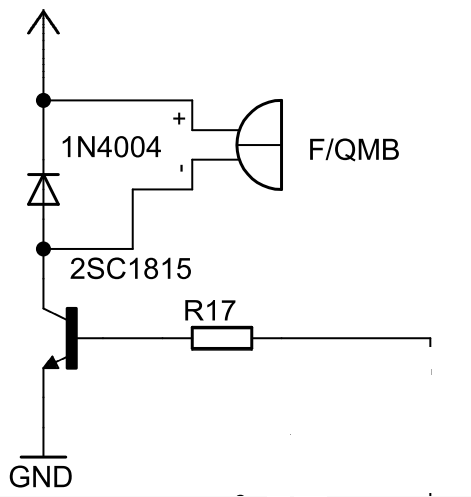 +
1N4004
F/QMB
-
2SC1815
R17
GND